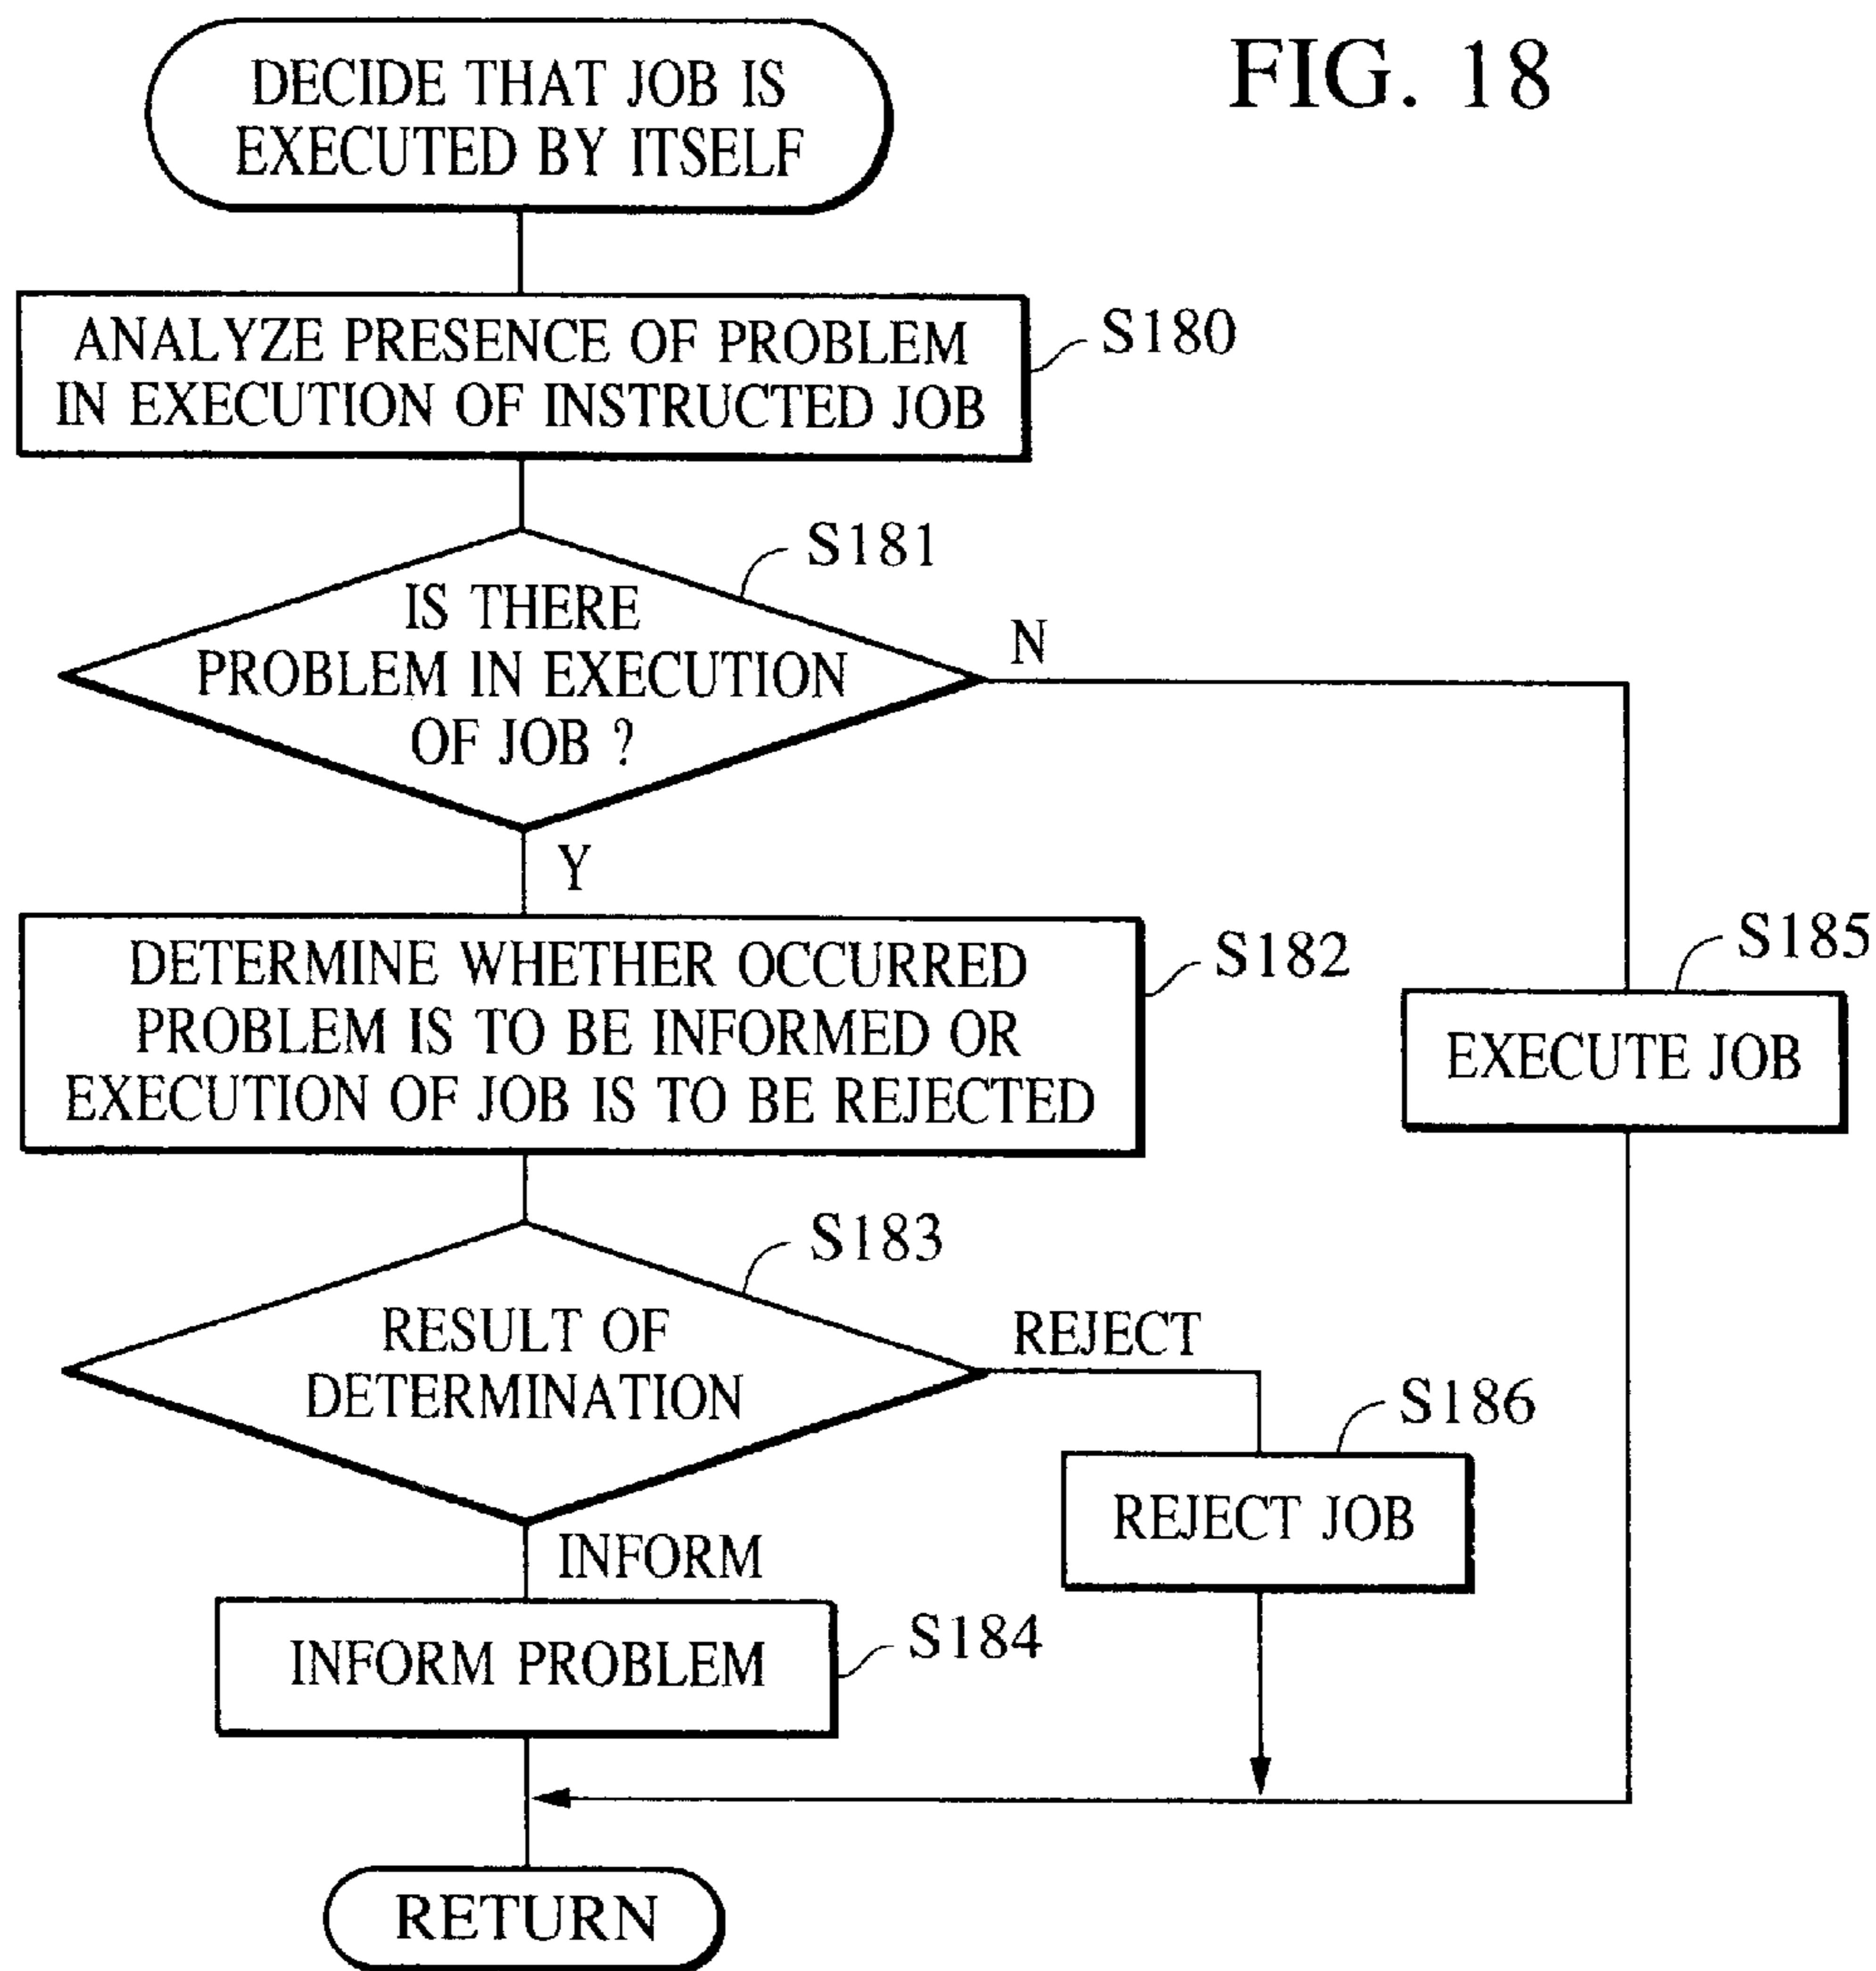 FIG. 18
DECIDE THAT JOB IS
EXECUTED BY ITSELF
ANALYZE PRESENCE OF PROBLEM
IN EXECUTION OF INSTRUCTED JOB
S180
S181
IS THERE
PROBLEM IN EXECUTION
OF JOB ?
N
Y
DETERMINE WHETHER OCCURRED
PROBLEM IS TO BE INFORMED OR
EXECUTION OF JOB IS TO BE REJECTED
S182
S185
EXECUTE JOB
S183
RESULT OF
DETERMINATION
REJECT
S186
REJECT JOB
INFORM
INFORM PROBLEM
S184
RETURN